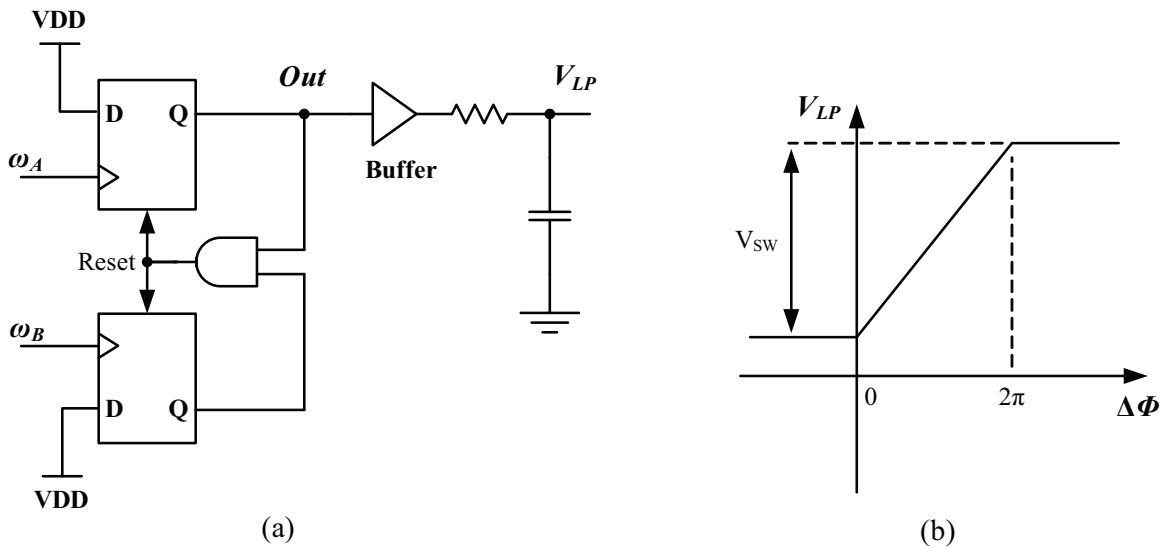 VDD
D Q
ω_A
Out
Buffer
V_LP
Reset
ω_B
D Q
VDD
(a)
V_LP
V_SW
0 2π
ΔΦ
(b)